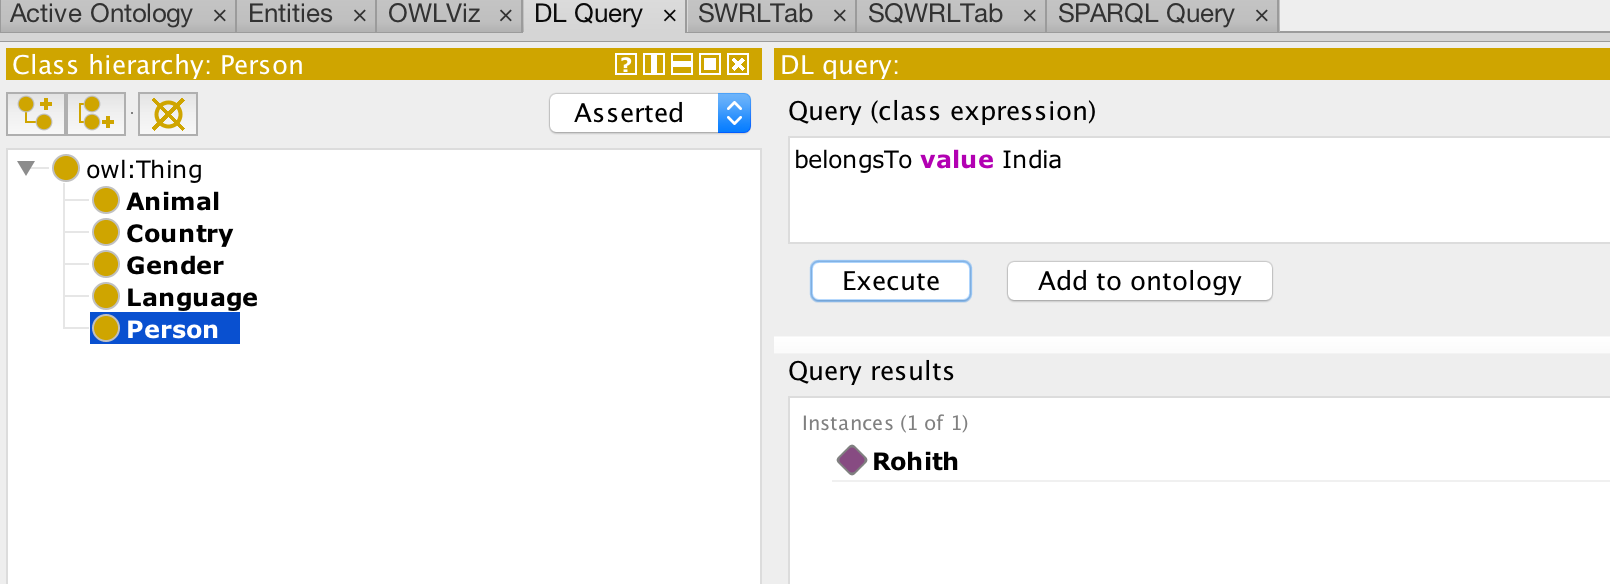 Active Ontology × Entities × OWLViz × DL Query × SWRLTab × SQWRLTab × SPARQL Query ×
Class hierarchy: Person
Asserted
owl:Thing
Animal
Country
Gender
Language
Person
DL query:
Query (class expression)
belongsTo value India
Execute Add to ontology
Query results
Instances (1 of 1)
Rohith